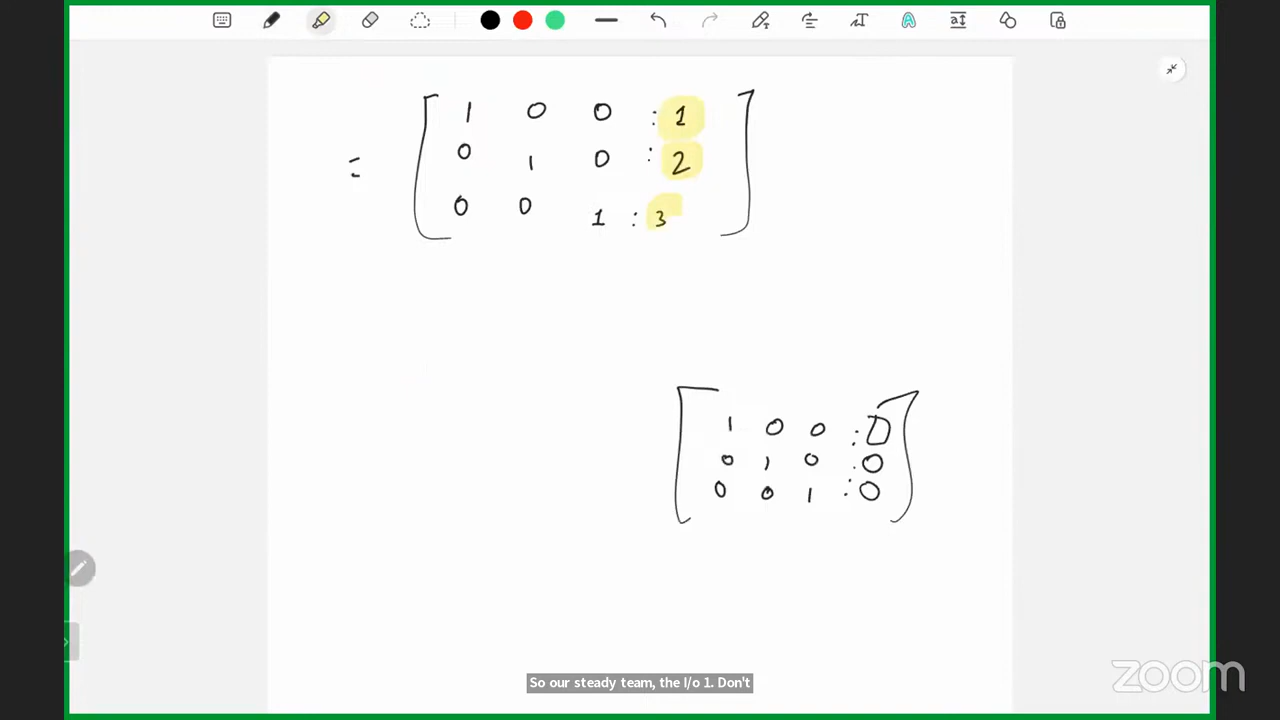 1 0 0 : 1
= 0 1 0 : 2
0 0 1 : 3
1 0 0 : 0
0 1 0 : 0
0 0 1 : 0
So our steady team, the I/o 1. Don't
zoom